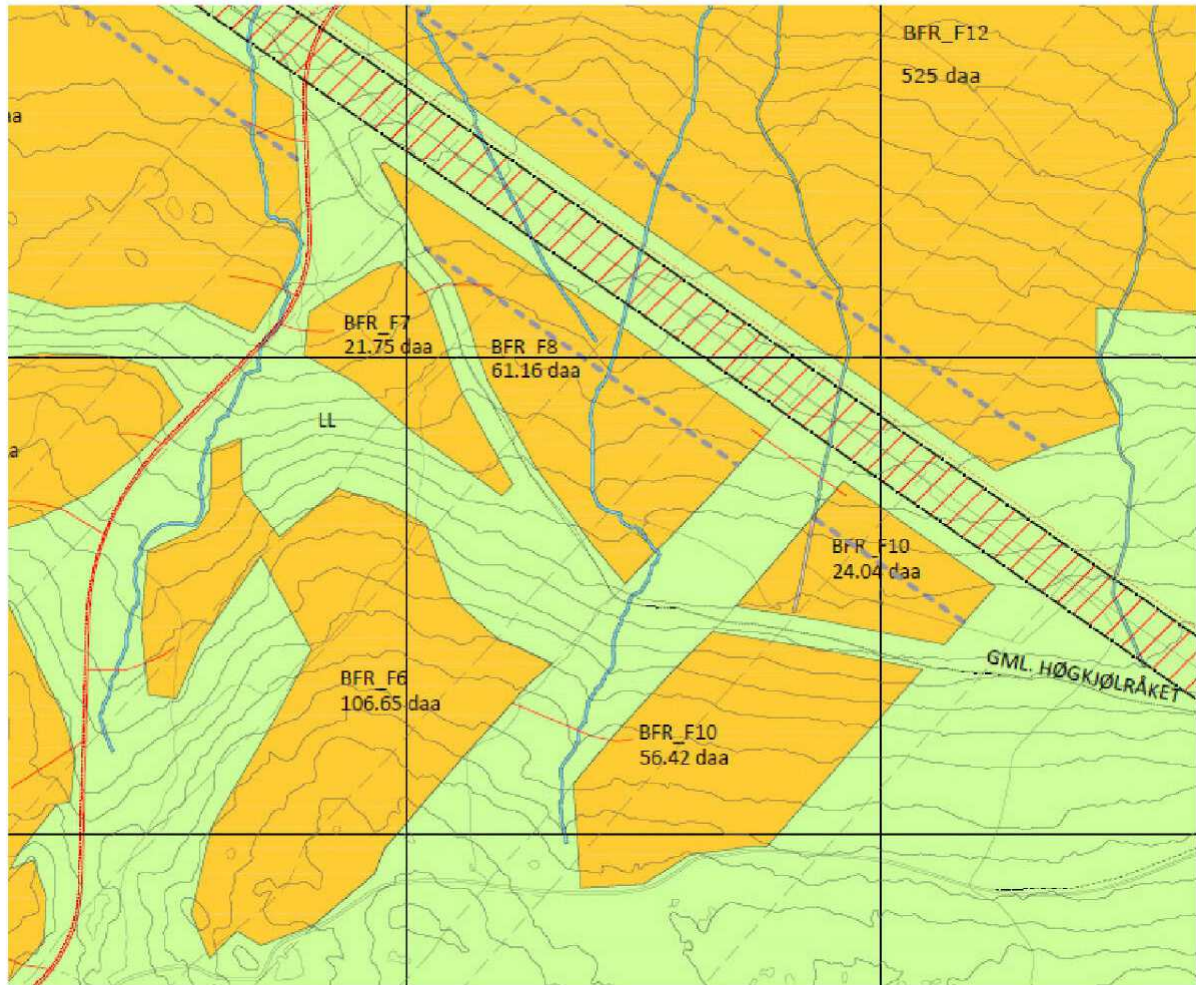 BFR_F12
525 daa
aa
BFR_F7
21.75 daa
BFR_F8
61.16 daa
LL
a
BFR_F10
24.04 daa
GML. HØGKJØLRÅKET
BFR_F6
106.65 daa
BFR_F10
56.42 daa